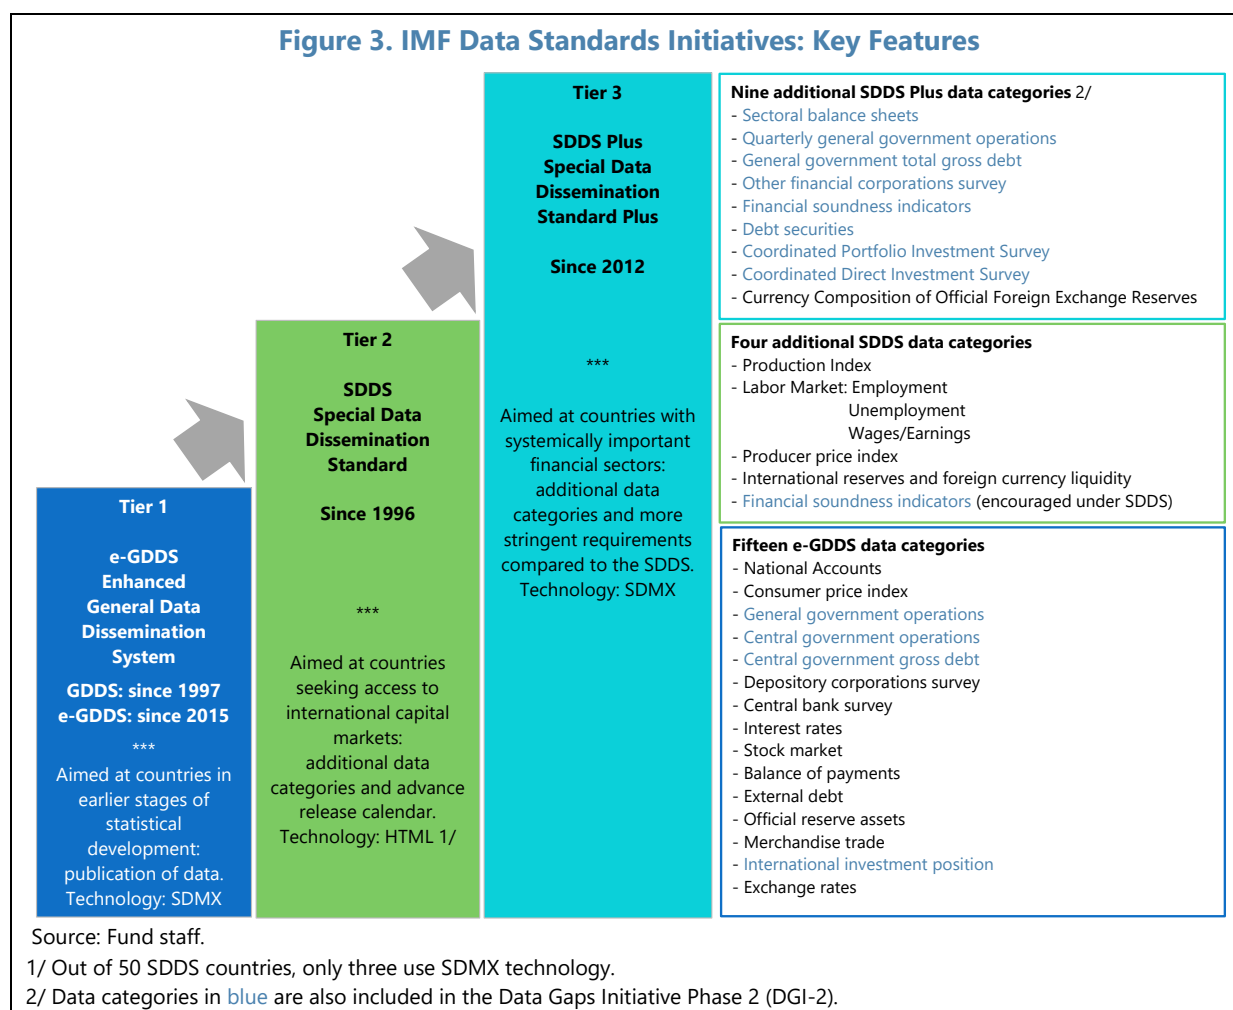 Figure 3. IMF Data Standards Initiatives: Key Features
Tier 3
SDDS Plus
Special Data
Dissemination
Standard Plus
Since 2012
***
Aimed at countries with
systemically important
financial sectors:
additional data
categories and more
stringent requirements
compared to the SDDS.
Technology: SDMX
Nine additional SDDS Plus data categories 2/
- Sectoral balance sheets
- Quarterly general government operations
- General government total gross debt
- Other financial corporations survey
- Financial soundness indicators
- Debt securities
- Coordinated Portfolio Investment Survey
- Coordinated Direct Investment Survey
- Currency Composition of Official Foreign Exchange Reserves
Tier 2
SDDS
Special Data
Dissemination
Standard
Since 1996
***
Aimed at countries
seeking access to
international capital
markets:
additional data
categories and advance
release calendar.
Technology: HTML 1/
Four additional SDDS data categories
- Production Index
- Labor Market: Employment
Unemployment
Wages/Earnings
- Producer price index
- International reserves and foreign currency liquidity
- Financial soundness indicators (encouraged under SDDS)
Tier 1
e-GDDS
Enhanced
General Data
Dissemination
System
GDDS: since 1997
e-GDDS: since 2015
***
Aimed at countries in
earlier stages of
statistical
development:
publication of data.
Technology: SDMX
Fifteen e-GDDS data categories
- National Accounts
- Consumer price index
- General government operations
- Central government operations
- Central government gross debt
- Depository corporations survey
- Central bank survey
- Interest rates
- Stock market
- Balance of payments
- External debt
- Official reserve assets
- Merchandise trade
- International investment position
- Exchange rates
Source: Fund staff.
1/ Out of 50 SDDS countries, only three use SDMX technology.
2/ Data categories in blue are also included in the Data Gaps Initiative Phase 2 (DGI-2).